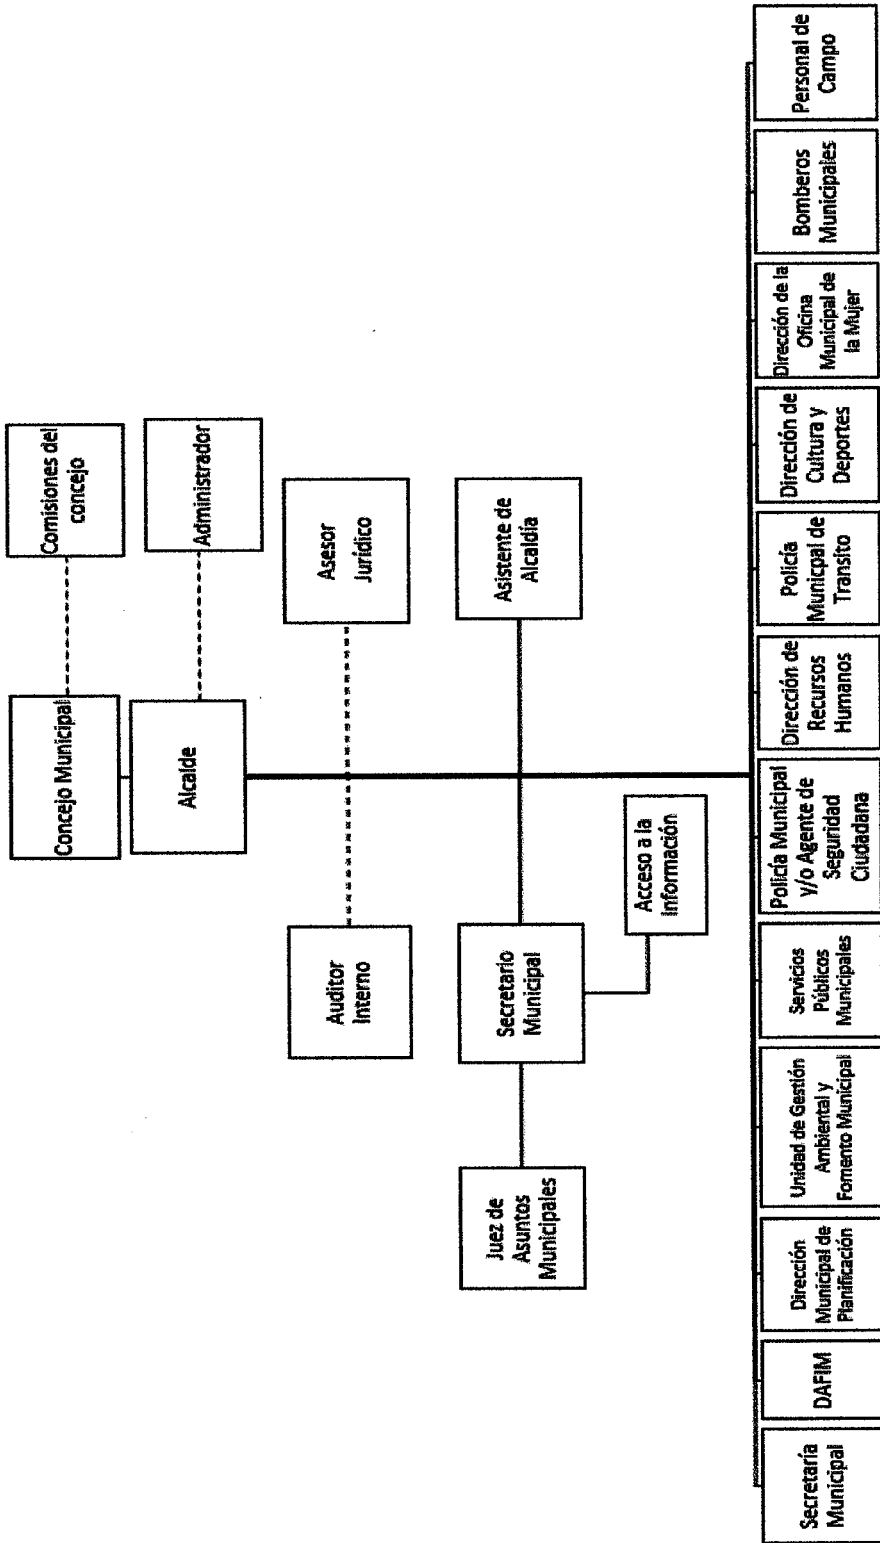 Concejo Municipal
Comisiones del
concejo
Alcalde
Administrador
Auditor
Interno
Asesor
Jurídico
Juez de
Asuntos
Municipales
Secretario
Municipal
Asistente de
Alcaldía
Acceso a la
Información
Secretaría
Municipal
DAFIM
Dirección
Municipal de
Planificación
Unidad de Gestión
Ambiental y
Fomento Municipal
Servicios
Públicos
Municipales
Policía Municipal
y/o Agente de
Seguridad
Ciudadana
Dirección de
Recursos
Humanos
Policía
Municpal de
Transito
Dirección de
Cultura y
Deportes
Dirección de la
Oficina
Municipal de
la Mujer
Bomberos
Municipales
Personal de
Campo